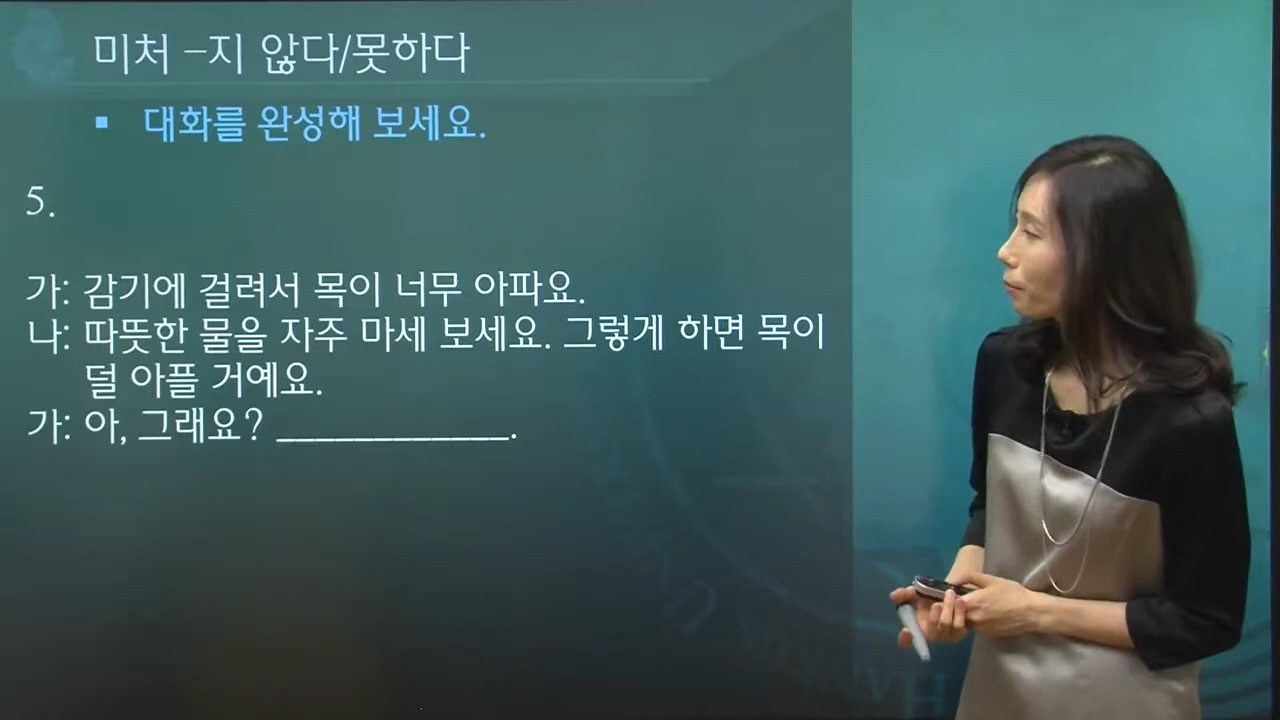 미처 –지 않다/못하다
▪ 대화를 완성해 보세요.
5.
가: 감기에 걸려서 목이 너무 아파요.
나: 따뜻한 물을 자주 마셰 보세요. 그렇게 하면 목이
덜 아플 거예요.
가: 아, 그래요? ____________.